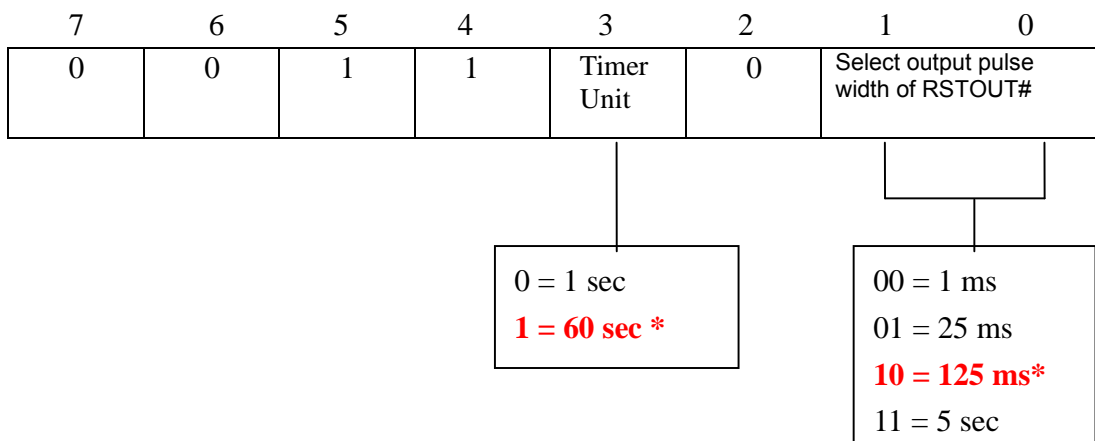 7 6 5 4 3 2 1 0
0 0 1 1 Timer Unit 0 Select output pulse width of RSTOUT#
0 = 1 sec
1 = 60 sec *
00 = 1 ms
01 = 25 ms
10 = 125 ms*
11 = 5 sec